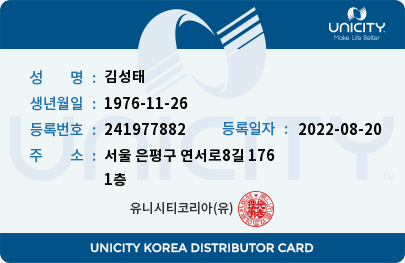 UNICITY
Make Life Better
성 명 : 김성태
생년월일 : 1976-11-26
등록번호 : 241977882 등록일자 : 2022-08-20
주 소 : 서울 은평구 연서로8길 176
1층
UNICITY
TM
유니시티코리아(유)
UNICITY KOREA DISTRIBUTOR CARD